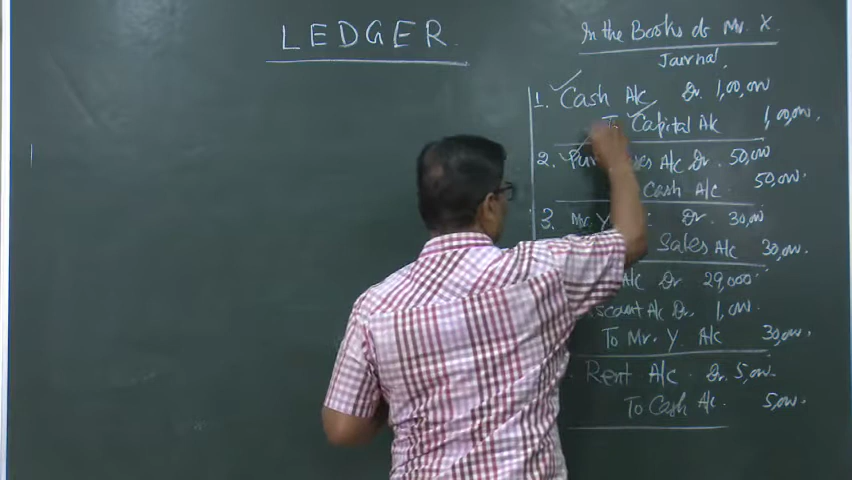 LEDGER.
In the Books of Mr. X.
Journal.
1. Cash A/c Dr. 1,00,000
To Capital A/c 1,00,000.
2. A/c Dr. 50,000
Cash A/c. 50,000.
3. Mr. Y Dr. 30,000
Sales A/c 30,000.
A/c Dr 29,000.
A/c Dr. 1,000.
To Mr. Y. A/c 30,000.
Rent A/c. Dr. 5,000.
To Cash A/c. 5,000.